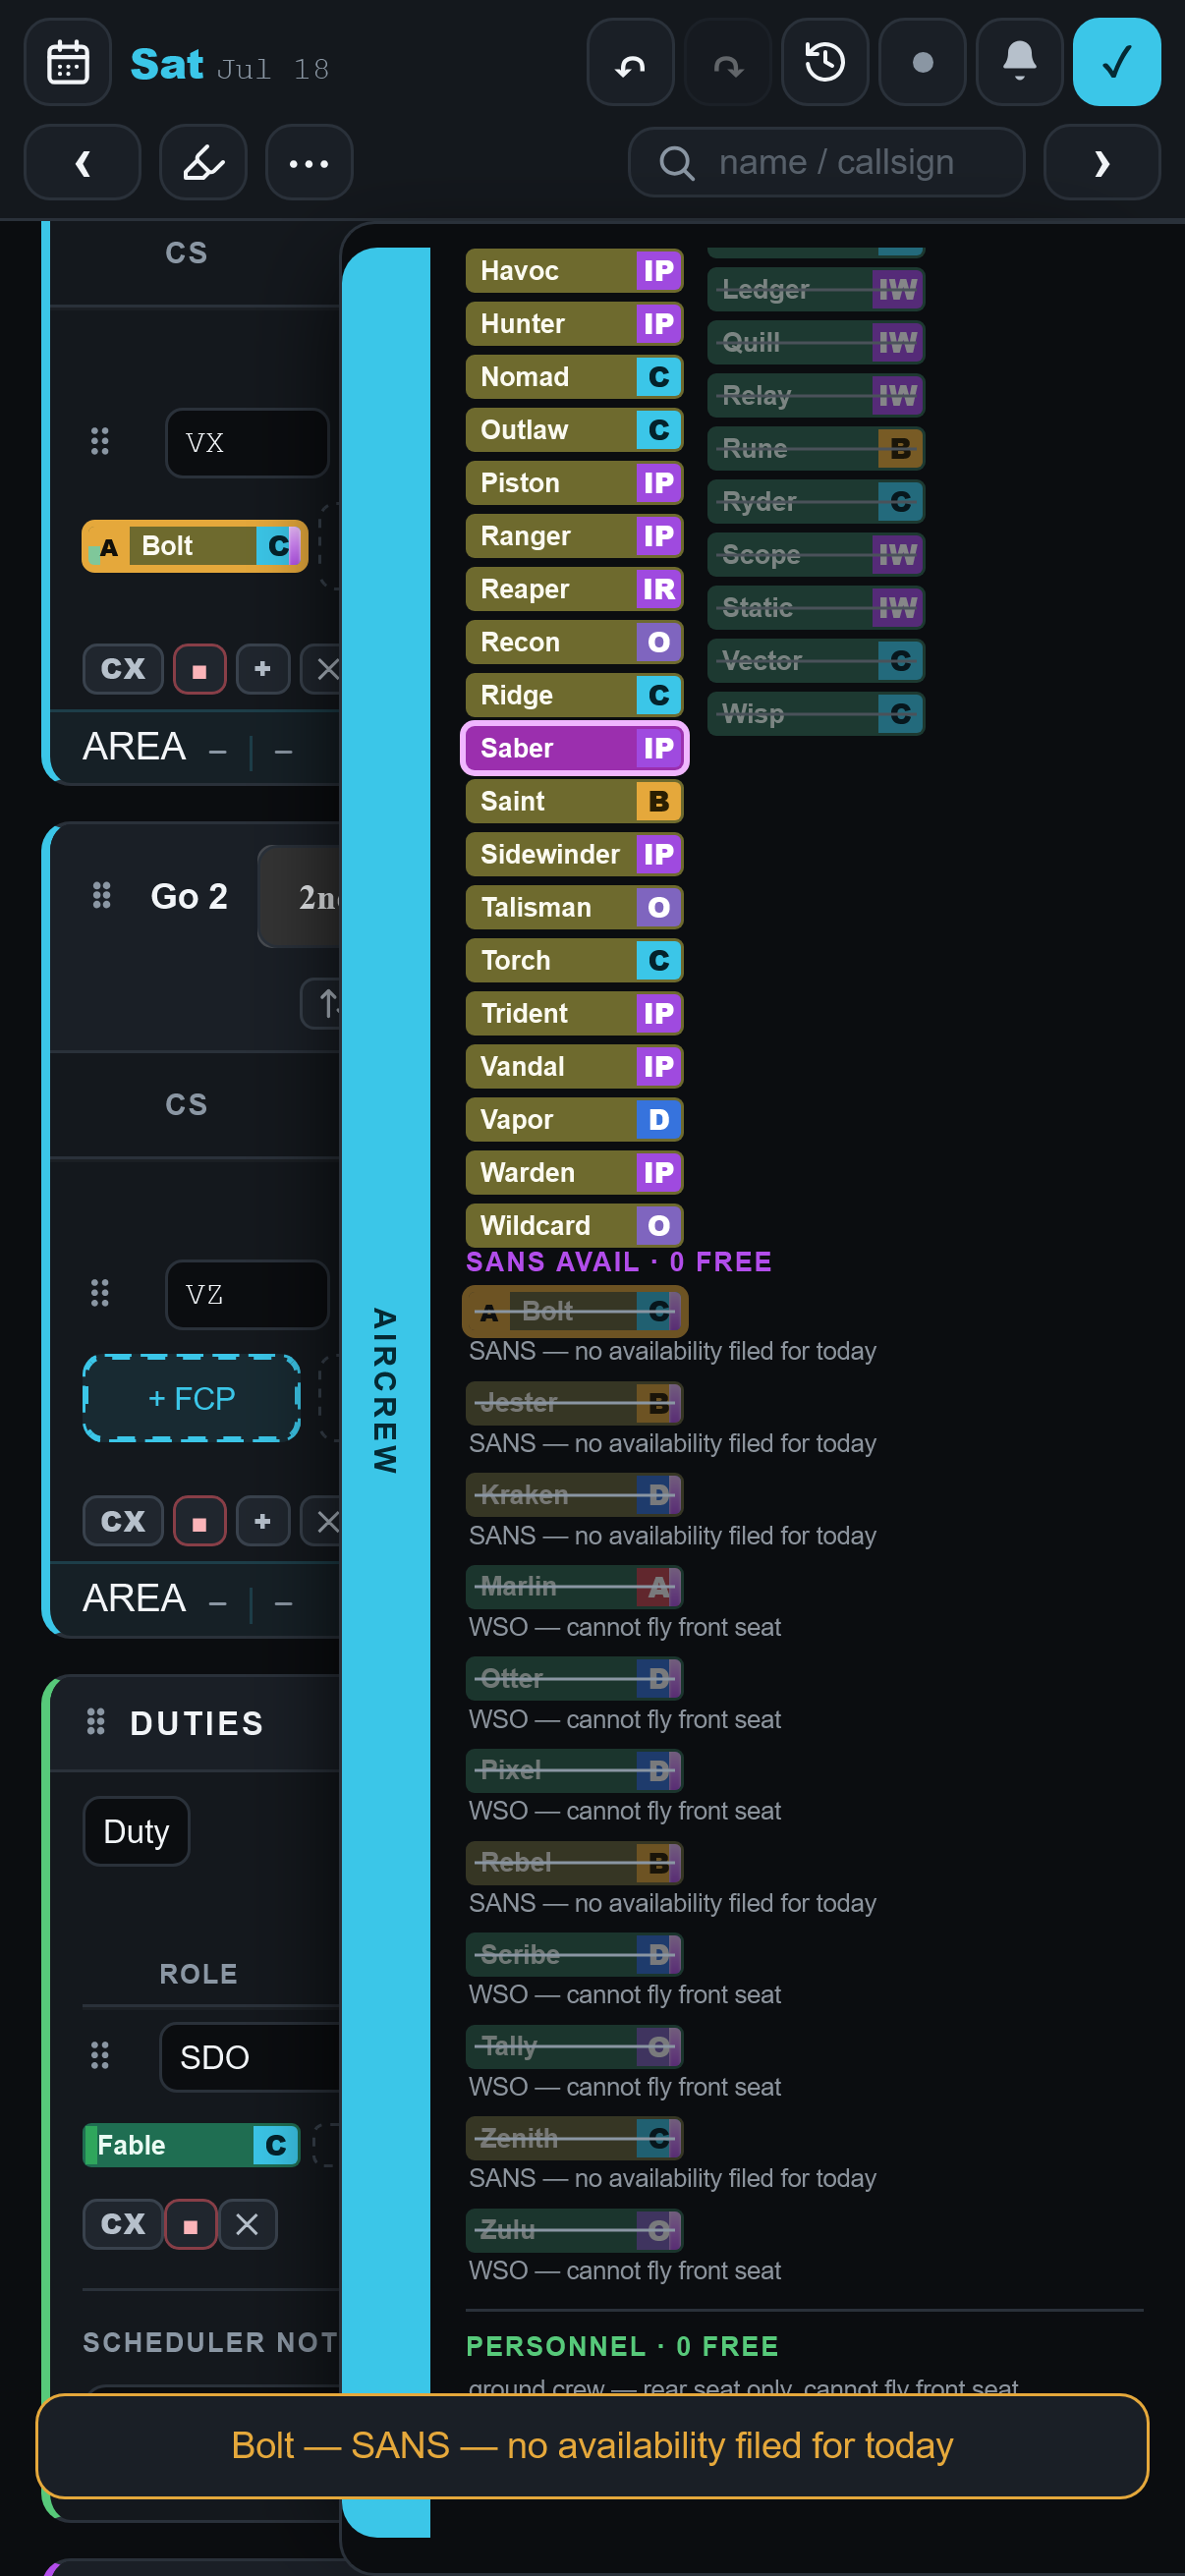 Sat Jul 18
name / callsign
CS
VX
A Bolt C
CX + 
AREA – | –
Go 2
CS
VZ
+ FCP
CX +
AREA – | –
DUTIES
Duty
ROLE
SDO
Fable C
CX
SCHEDULER NOT
AIRCREW
Havoc IP
Hunter IP
Nomad C
Outlaw C
Piston IP
Ranger IP
Reaper IR
Recon O
Ridge C
Saber IP
Saint B
Sidewinder IP
Talisman O
Torch C
Trident IP
Vandal IP
Vapor D
Warden IP
Wildcard O
Ledger IW
Quill IW
Relay IW
Rune B
Ryder C
Scope IW
Static IW
Vector C
Wisp C
SANS AVAIL · 0 FREE
A Bolt C
SANS — no availability filed for today
Jester B
SANS — no availability filed for today
Kraken D
SANS — no availability filed for today
Marlin A
WSO — cannot fly front seat
Otter D
WSO — cannot fly front seat
Pixel D
WSO — cannot fly front seat
Rebel B
SANS — no availability filed for today
Scribe D
WSO — cannot fly front seat
Tally O
WSO — cannot fly front seat
Zenith C
SANS — no availability filed for today
Zulu O
WSO — cannot fly front seat
PERSONNEL · 0 FREE
ground crew — rear seat only, cannot fly front seat
Bolt — SANS — no availability filed for today